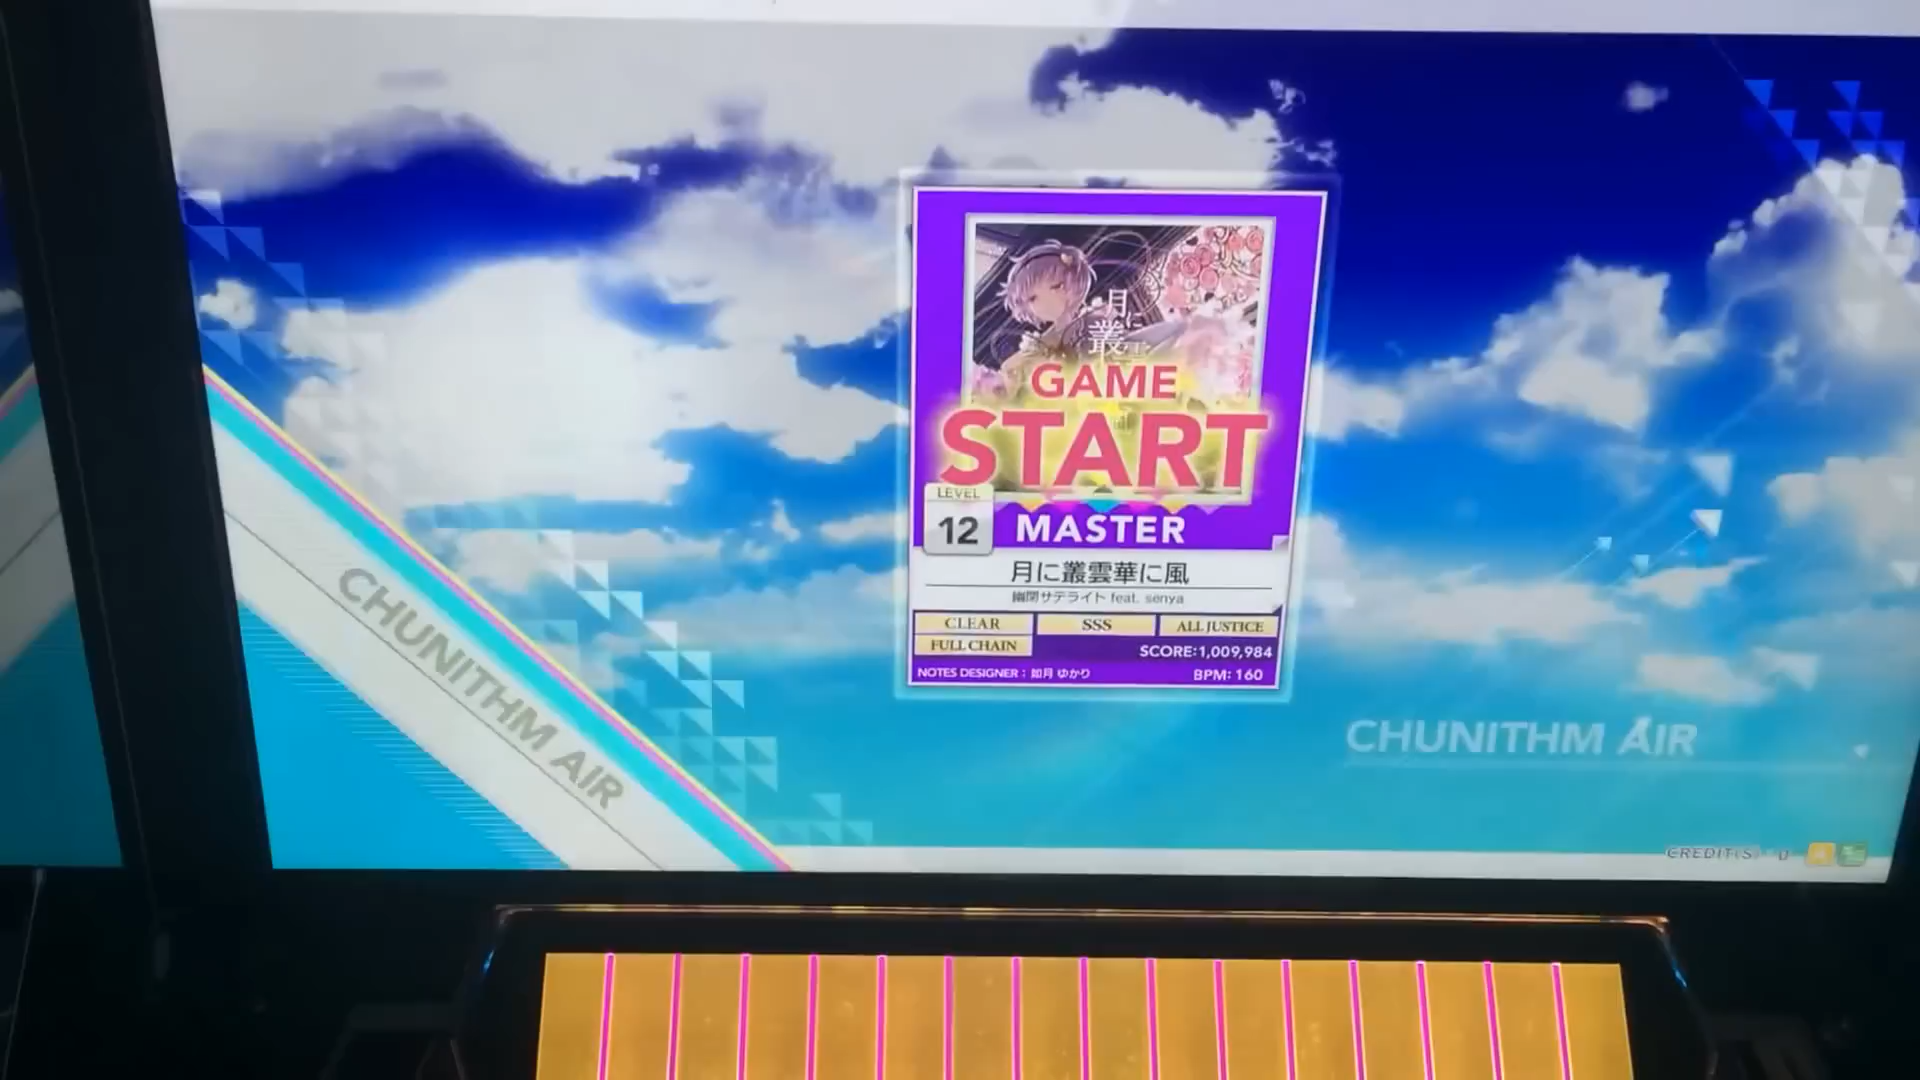 月に叢雲
GAME
START
LEVEL
12
MASTER
月に叢雲華に風
幽閉サテライト feat. senya
CLEAR
SSS
ALL JUSTICE
FULL CHAIN
SCORE:1,009,984
NOTES DESIGNER : 如月 ゆかり
BPM: 160
CHUNITHM AIR
CHUNITHM AIR
CREDIT(S) 0